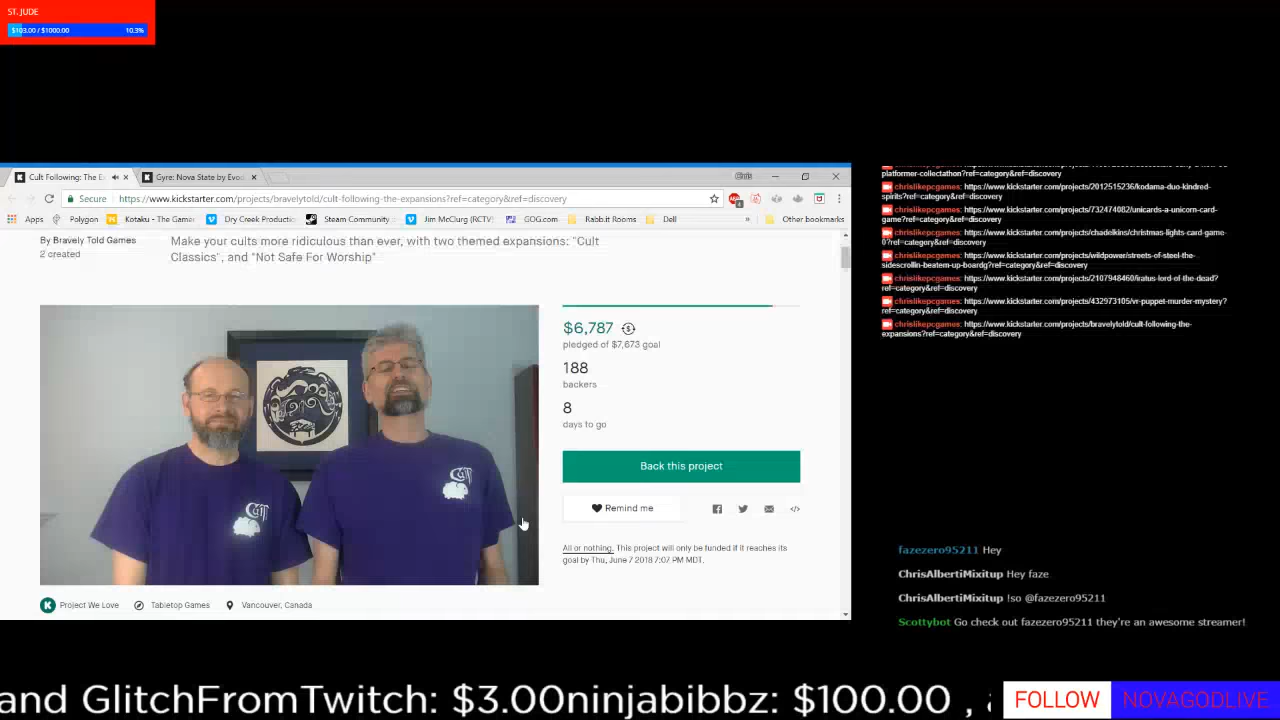 ST. JUDE
$103.00 / $1000.00 10.3%
Cult Following: The E
Gyre: Nova State by Evo
Chris
Secure https://www.kickstarter.com/projects/bravelytold/cult-following-the-expansions?ref=category&ref=discovery
Apps Polygon Kotaku - The Game Dry Creek Productio Steam Community Jim McClurg (RCTV) GOG.com Rabbit Rooms Dell » Other bookmarks
By Bravely Told Games
2 created
Make your cults more ridiculous than ever, with two themed expansions: "Cult
Classics", and "Not Safe For Worship"
$6,787
pledged of $7,673 goal
188
backers
8
days to go
Back this project
Remind me
All or nothing. This project will only be funded if it reaches its
goal by Thu, June 7 2018 7:07 PM MDT.
Project We Love Tabletop Games Vancouver, Canada
platformer-collectathon?ref=category&ref=discovery
chrislikepcgames: https://www.kickstarter.com/projects/2012515236/kodama-duo-kindred-
spirits?ref=category&ref=discovery
chrislikepcgames: https://www.kickstarter.com/projects/732474082/unicards-a-unicorn-card-
game?ref=category&ref=discovery
chrislikepcgames: https://www.kickstarter.com/projects/chadelkins/christmas-lights-card-game-
0?ref=category&ref=discovery
chrislikepcgames: https://www.kickstarter.com/projects/wildpower/streets-of-steel-the-
sidescrollin-beatem-up-boardg?ref=category&ref=discovery
chrislikepcgames: https://www.kickstarter.com/projects/2107948460/iratus-lord-of-the-dead?
ref=category&ref=discovery
chrislikepcgames: https://www.kickstarter.com/projects/432973105/vr-puppet-murder-mystery?
ref=category&ref=discovery
chrislikepcgames: https://www.kickstarter.com/projects/bravelytold/cult-following-the-
expansions?ref=category&ref=discovery
fazezero95211 Hey
ChrisAlbertiMixitup Hey faze
ChrisAlbertiMixitup !so @fazezero95211
Scottybot Go check out fazezero95211 they're an awesome streamer!
and GlitchFromTwitch: $3.00ninjabibbz: $100.00 , a
FOLLOW NOVAGODLIVE